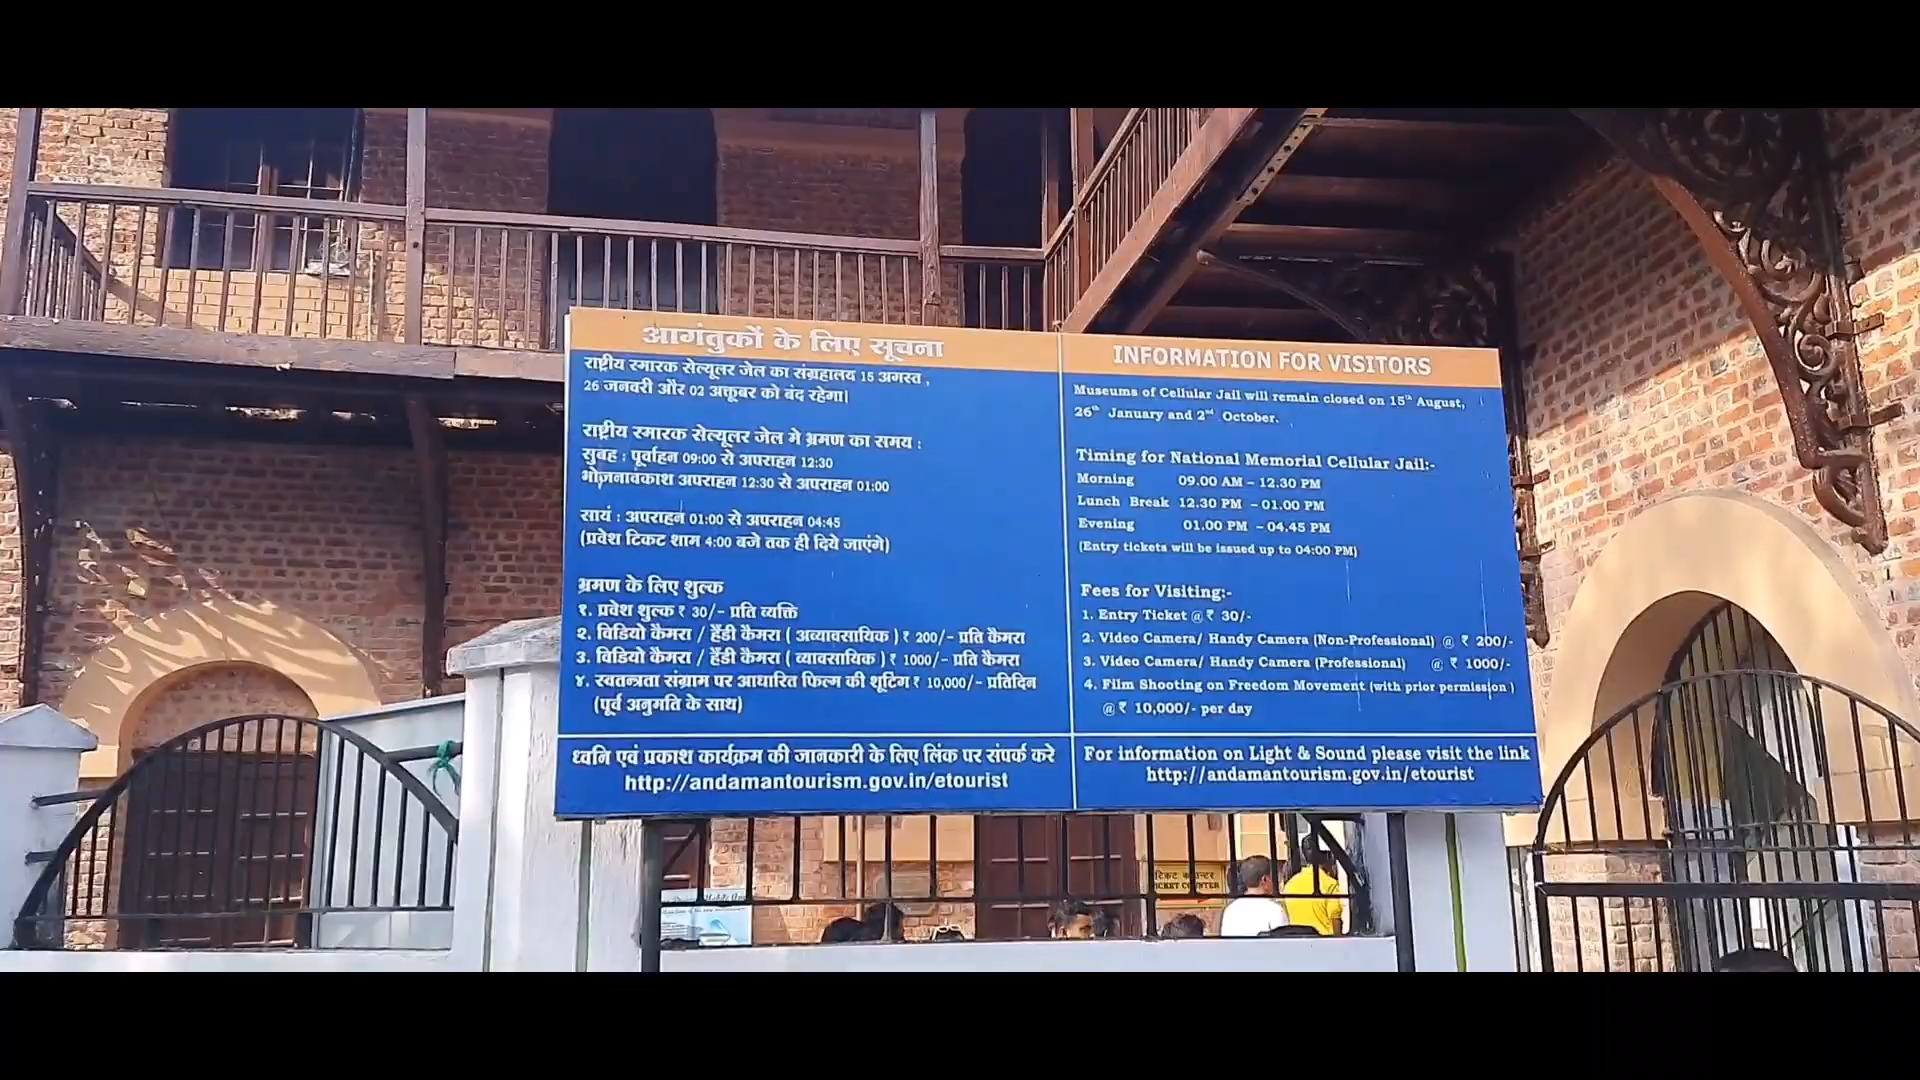 आगंतुकों के लिए सूचना
राष्ट्रीय स्मारक सेल्यूलर जेल का संग्रहालय 15 अगस्त ,
26 जनवरी और 02 अक्तूबर को बंद रहेगा।
राष्ट्रीय स्मारक सेल्यूलर जेल मे भ्रमण का समय :
सुबह : पूर्वाहन 09:00 से अपराहन 12:30
भोजनावकाश अपराहन 12:30 से अपराहन 01:00
सायं : अपराहन 01:00 से अपराहन 04:45
(प्रवेश टिकट शाम 4:00 बजे तक ही दिये जाएंगे)
भ्रमण के लिए शुल्क
१. प्रवेश शुल्क ₹ 30/- प्रति व्यक्ति
2. विडियो कैमरा / हैंडी कैमरा ( अव्यावसायिक ) ₹ 200/- प्रति कैमरा
3. विडियो कैमरा / हैंडी कैमरा ( व्यावसायिक ) ₹ 1000/- प्रति कैमरा
४. स्वतन्त्रता संग्राम पर आधारित फिल्म की शूटिंग ₹ 10,000/- प्रतिदिन
(पूर्व अनुमति के साथ)
ध्वनि एवं प्रकाश कार्यक्रम की जानकारी के लिए लिंक पर संपर्क करे
http://andamantourism.gov.in/etourist
INFORMATION FOR VISITORS
Museums of Cellular Jail will remain closed on 15th August,
26th January and 2nd October.
Timing for National Memorial Cellular Jail:-
Morning 09.00 AM – 12.30 PM
Lunch Break 12.30 PM – 01.00 PM
Evening 01.00 PM – 04.45 PM
(Entry tickets will be issued up to 04:00 PM)
Fees for Visiting:-
1. Entry Ticket @ ₹ 30/-
2. Video Camera/ Handy Camera (Non-Professional) @ ₹ 200/-
3. Video Camera/ Handy Camera (Professional) @ ₹ 1000/-
4. Film Shooting on Freedom Movement (with prior permission )
@ ₹ 10,000/- per day
For information on Light & Sound please visit the link
http://andamantourism.gov.in/etourist
टिकट
TICKET COUNTER